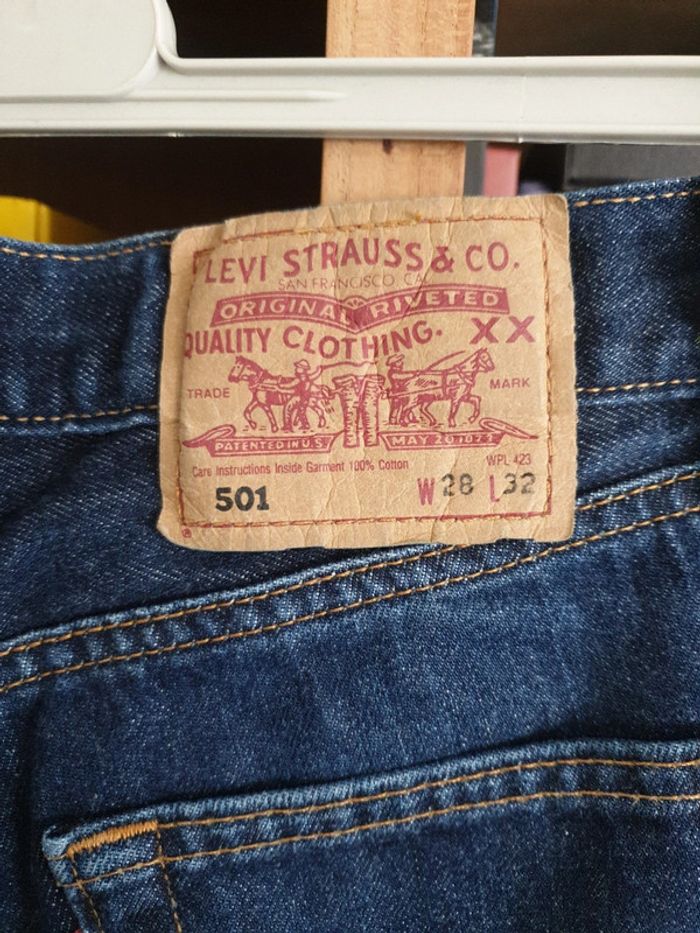 LEVI STRAUSS & CO.
SAN FRANCISCO, CA
ORIGINAL RIVETED
QUALITY CLOTHING. XX
TRADE MARK
PATENTED IN U.S. MAY 20 1873
Care Instructions Inside Garment 100% Cotton WPL 423
501 W 28 L 32
®